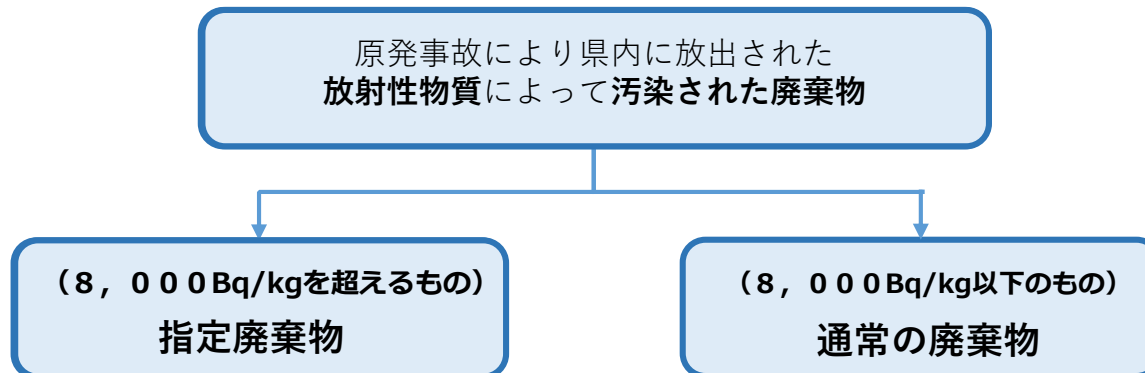 原発事故により県内に放出された
放射性物質によって汚染された廃棄物
（８，０００Bq/kgを超えるもの）
指定廃棄物
（８，０００Bq/kg以下のもの）
通常の廃棄物